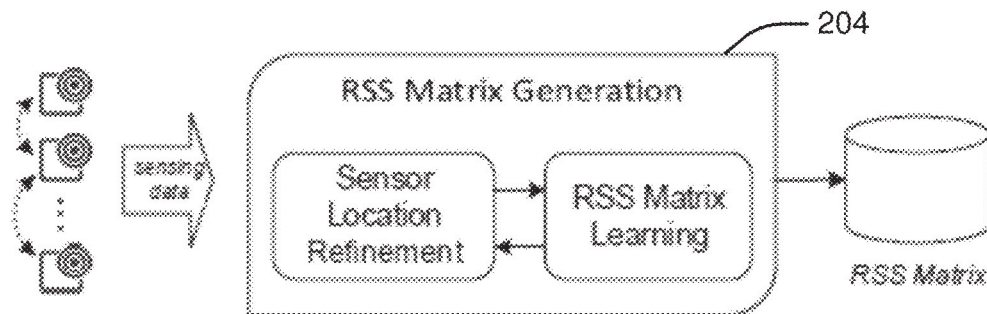 204
RSS Matrix Generation
sensing
data
Sensor
Location
Refinement
RSS Matrix
Learning
RSS Matrix